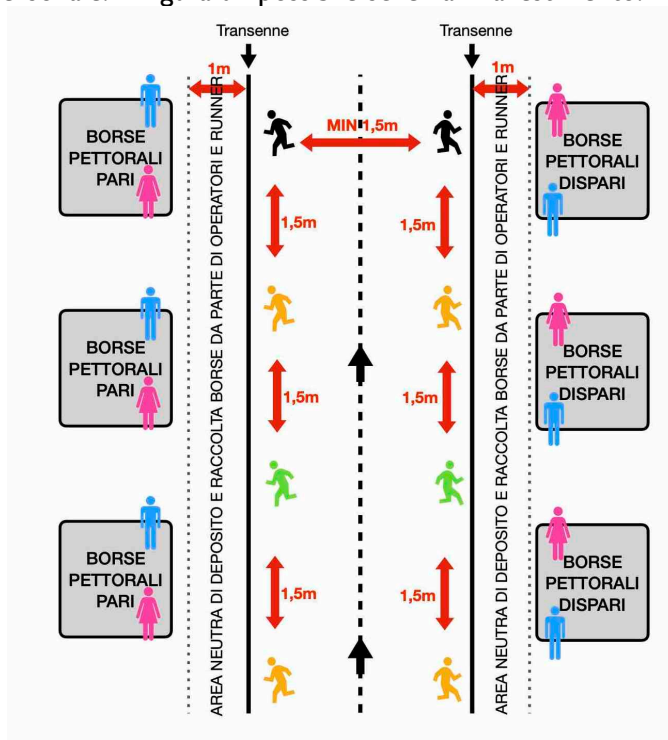 Transenne
Transenne
1m
1m
MIN 1,5m
BORSE
PETTORALI
PARI
BORSE
PETTORALI
DISPARI
1,5m
1,5m
AREA NEUTRA DI DEPOSITO E RACCOLTA BORSE DA PARTE DI OPERATORI E RUNNER
AREA NEUTRA DI DEPOSITO E RACCOLTA BORSE DA PARTE DI OPERATORI E RUNNER
BORSE
PETTORALI
PARI
BORSE
PETTORALI
DISPARI
1,5m
1,5m
BORSE
PETTORALI
PARI
BORSE
PETTORALI
DISPARI
1,5m
1,5m